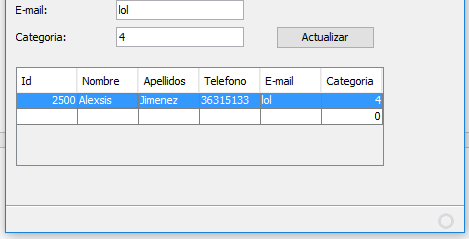 E-mail: lol
Categoria: 4 Actualizar
Id Nombre Apellidos Telefono E-mail Categoria
2500 Alexsis Jimenez 36315133 lol 4
0